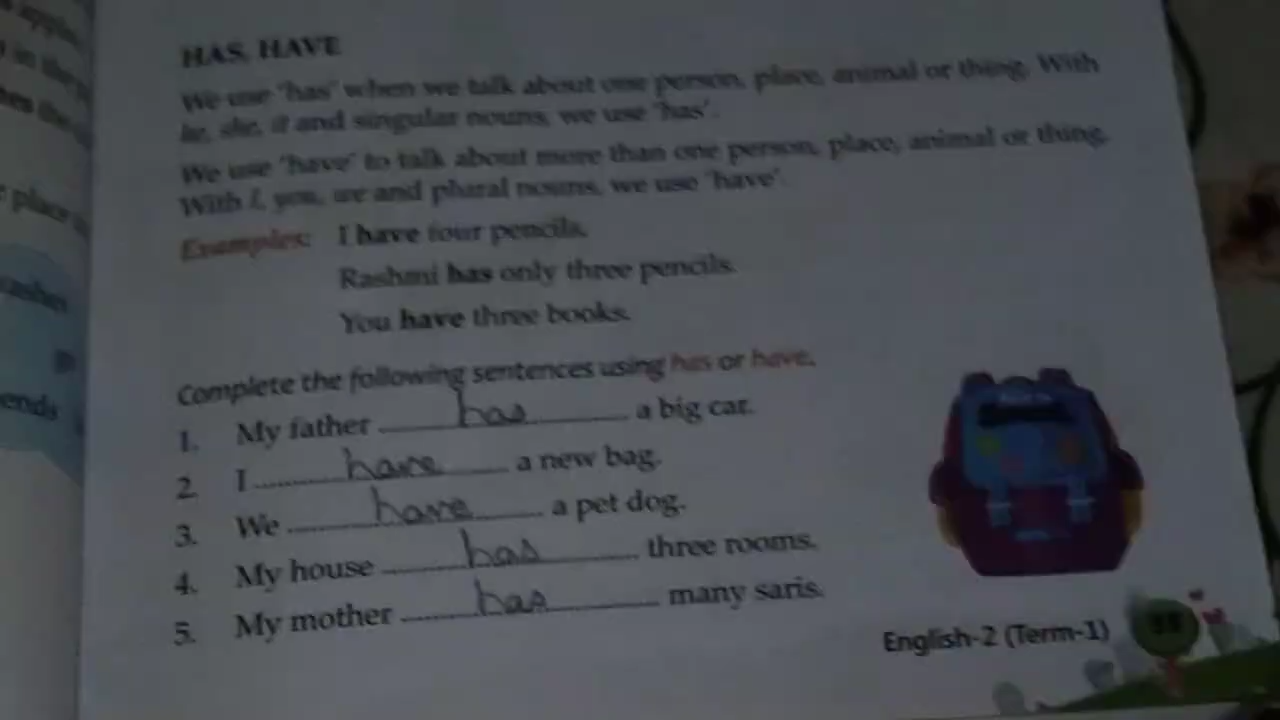 HAS, HAVE
We use 'has' when we talk about one person, place, animal or thing. With
he, she, it and singular nouns, we use 'has'.
We use 'have' to talk about more than one person, place, animal or thing.
With I, you, we and plural nouns, we use 'have'.
Examples: I have four pencils.
Rashmi has only three pencils.
You have three books.
Complete the following sentences using has or have.
1. My father has a big car.
2. I have a new bag.
3. We have a pet dog.
4. My house has three rooms.
5. My mother has many saris.
English-2 (Term-1)
place
ends